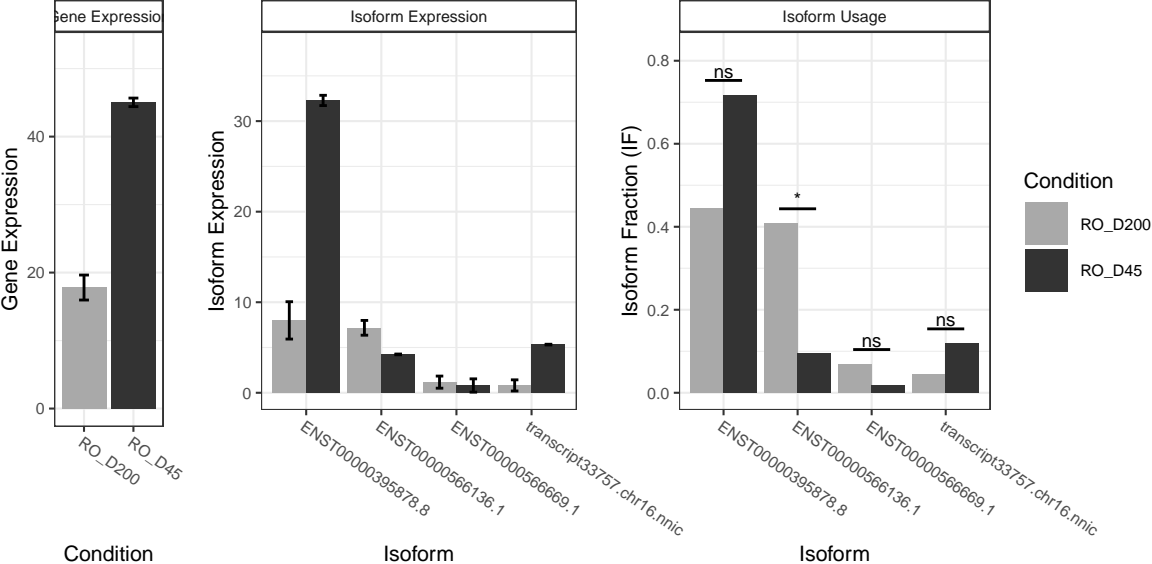 Gene Expression
Isoform Expression
Isoform Usage
Gene Expression
40
20
0
RO_D200
RO_D45
Condition
Isoform Expression
30
20
10
0
ENST00000395878.8
ENST00000566136.1
ENST00000566669.1
transcript33757.chr16.nnic
Isoform
Isoform Fraction (IF)
0.8
0.6
0.4
0.2
0.0
ns
*
ns
ns
ENST00000395878.8
ENST00000566136.1
ENST00000566669.1
transcript33757.chr16.nnic
Isoform
Condition
RO_D200
RO_D45